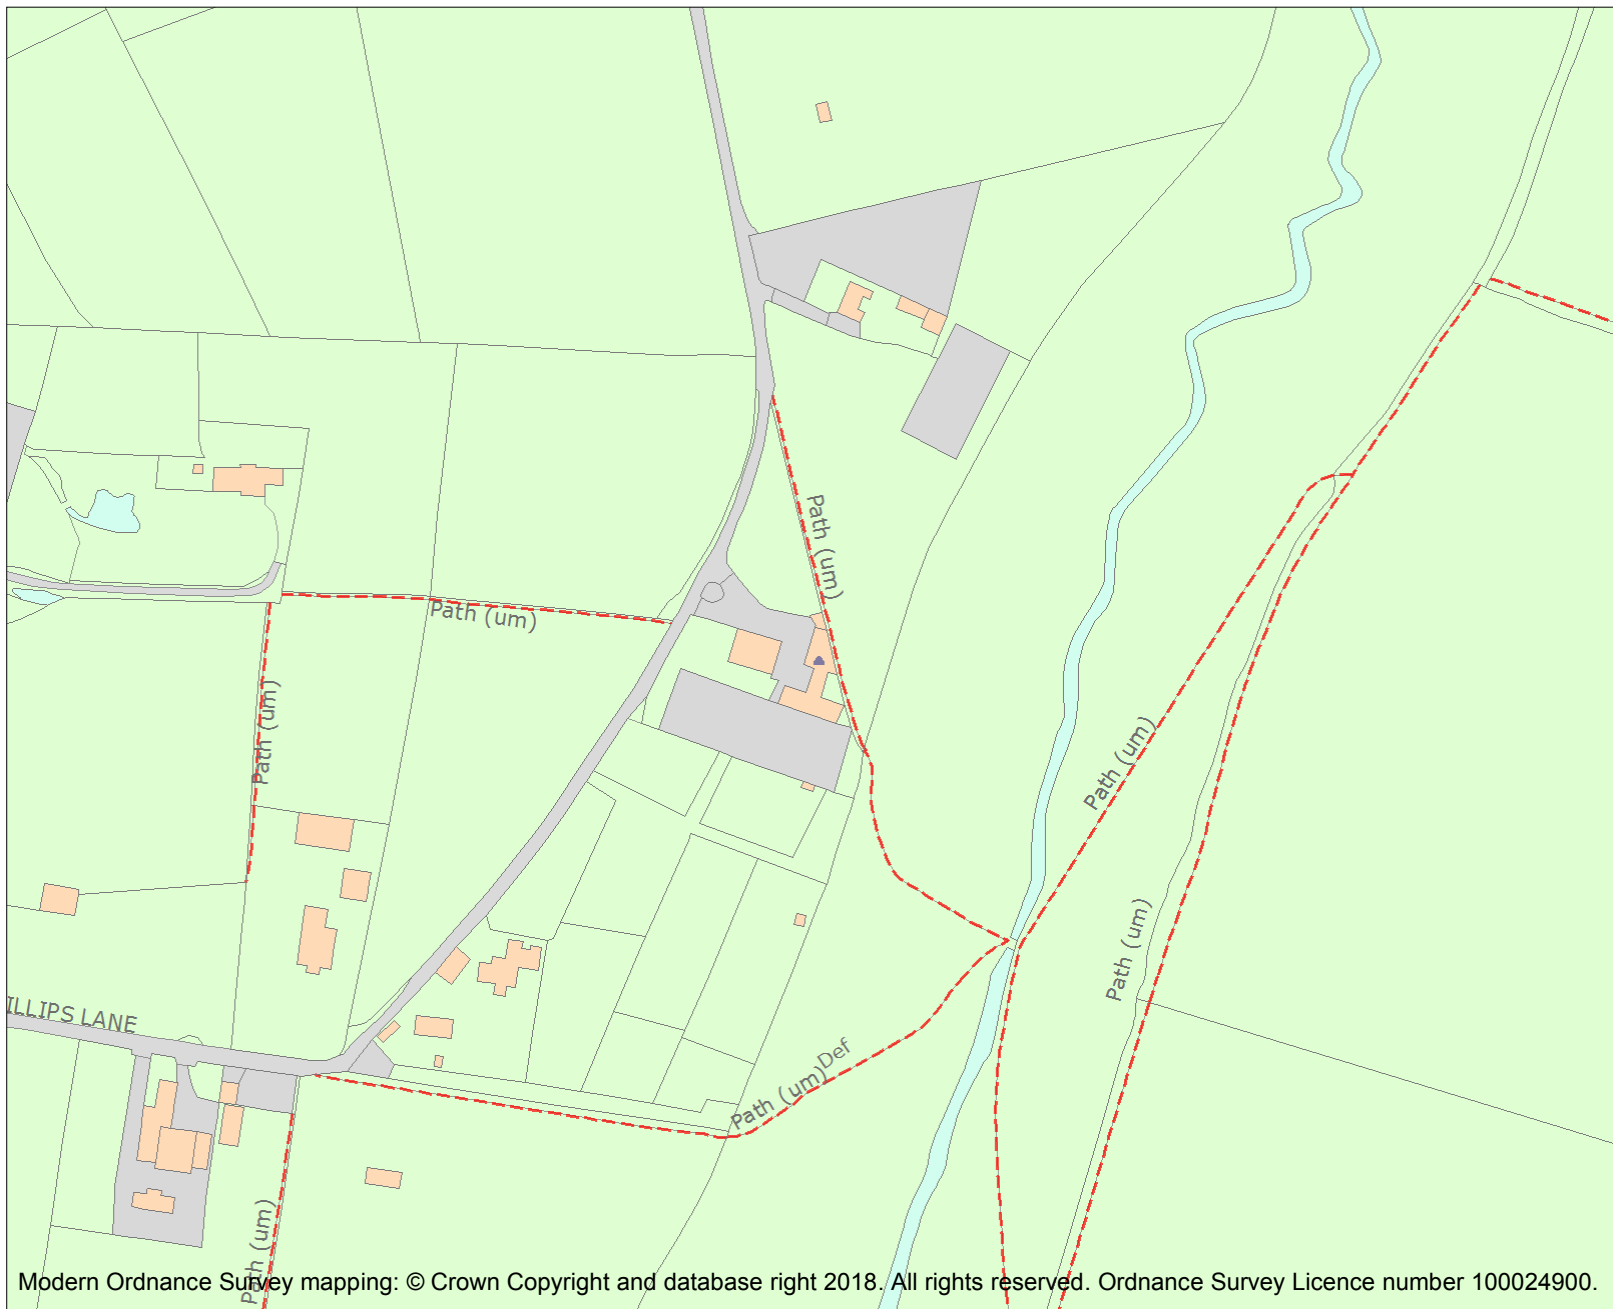 Path (um)
Path (um)
Path (um)
Path (um)
Path (um)
ILLIPS LANE
Path (um)
Def
Path (um)
Modern Ordnance Survey mapping: © Crown Copyright and database right 2018. All rights reserved. Ordnance Survey Licence number 100024900.